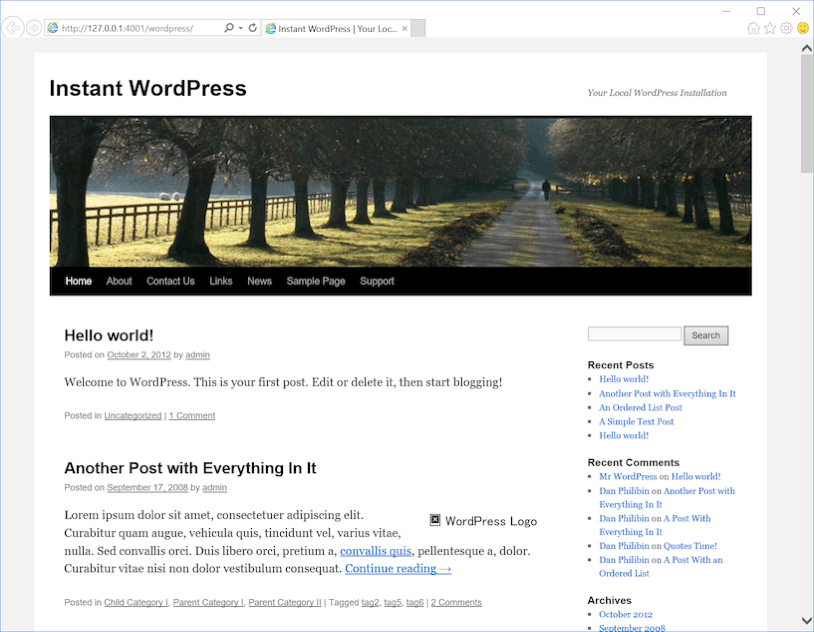 http://127.0.0.1:4001/wordpress/
Instant WordPress | Your Loc...
Instant WordPress
Your Local WordPress Installation
Home About Contact Us Links News Sample Page Support
Hello world!
Posted on October 2, 2012 by admin
Welcome to WordPress. This is your first post. Edit or delete it, then start blogging!
Posted in Uncategorized | 1 Comment
Another Post with Everything In It
Posted on September 17, 2008 by admin
Lorem ipsum dolor sit amet, consectetuer adipiscing elit.
Curabitur quam augue, vehicula quis, tincidunt vel, varius vitae,
nulla. Sed convallis orci. Duis libero orci, pretium a, convallis quis, pellentesque a, dolor.
Curabitur vitae nisi non dolor vestibulum consequat. Continue reading →
WordPress Logo
Posted in Child Category I, Parent Category I, Parent Category II | Tagged tag2, tag5, tag6 | 2 Comments
Search
Recent Posts
Hello world!
Another Post with Everything In It
An Ordered List Post
A Simple Text Post
Hello world!
Recent Comments
Mr WordPress on Hello world!
Dan Philibin on Another Post with
Everything In It
Dan Philibin on A Post With
Everything In It
Dan Philibin on Quotes Time!
Dan Philibin on A Post With an
Ordered List
Archives
October 2012
September 2008